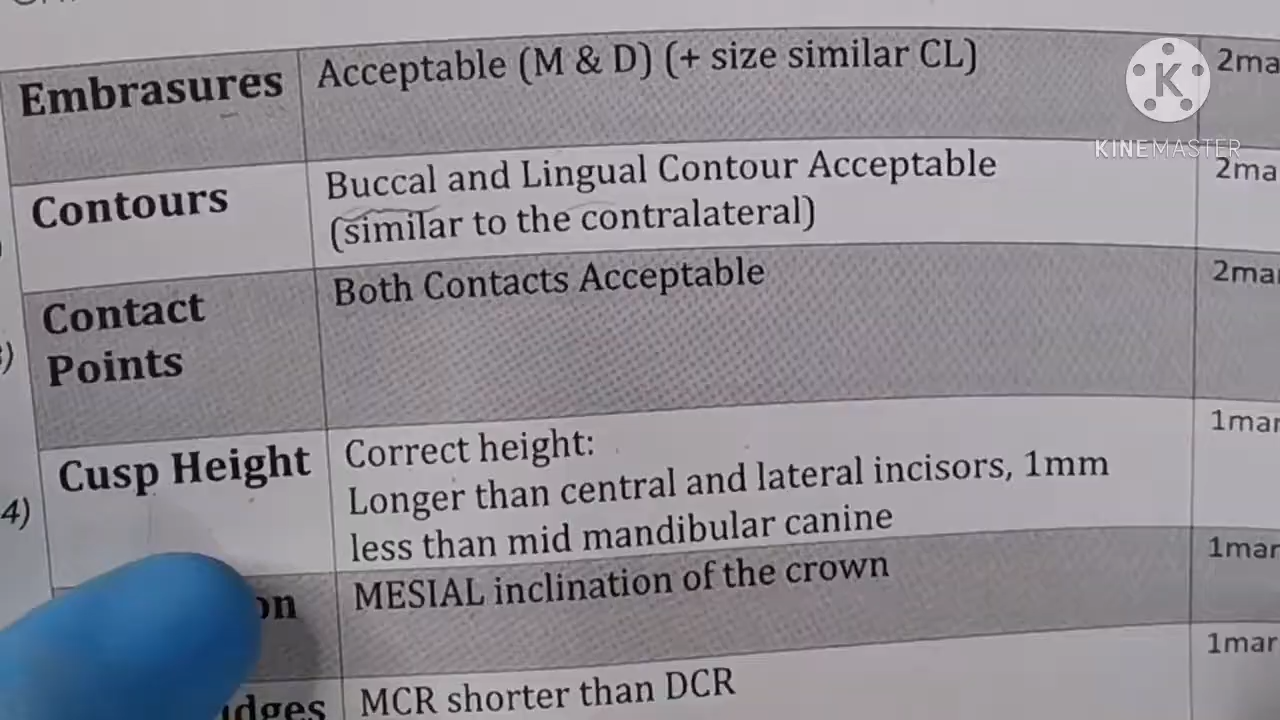 Embrasures Acceptable (M & D) (+ size similar CL) 2ma
K
KINEMASTER
Contours Buccal and Lingual Contour Acceptable 2ma
(similar to the contralateral)
Contact Both Contacts Acceptable 2mar
Points
Cusp Height Correct height: 1mar
Longer than central and lateral incisors, 1mm
4) less than mid mandibular canine
on MESIAL inclination of the crown 1mar
dges MCR shorter than DCR 1mar